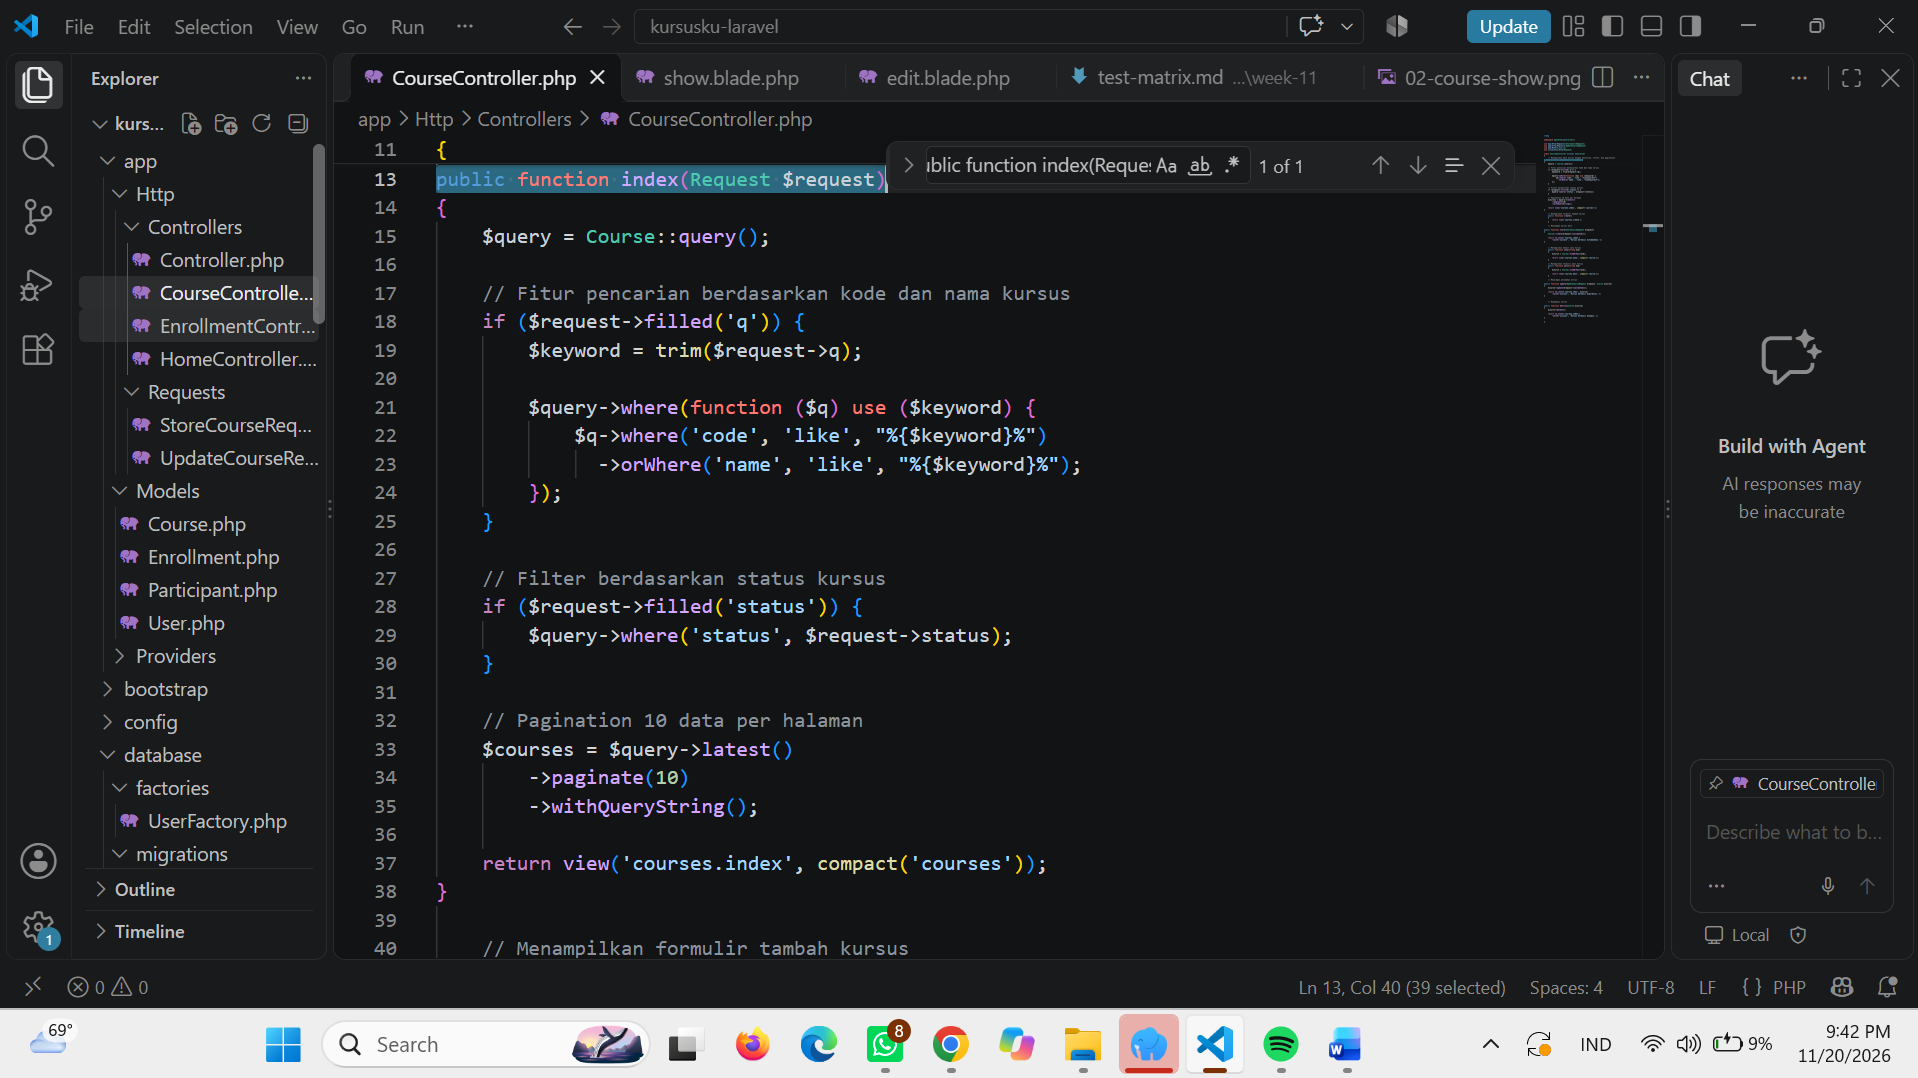 File Edit Selection View Go Run ···
kursusku-laravel
Update
Explorer ···
kurs...
app
Http
Controllers
Controller.php
CourseControlle...
EnrollmentContr...
HomeController....
Requests
StoreCourseReq...
UpdateCourseRe...
Models
Course.php
Enrollment.php
Participant.php
User.php
Providers
bootstrap
config
database
factories
UserFactory.php
migrations
Outline
Timeline
CourseController.php
show.blade.php
edit.blade.php
test-matrix.md ...\week-11
02-course-show.png
···
app > Http > Controllers > CourseController.php
ublic function index(Reques Aa ab .* 1 of 1
11 {
13 public function index(Request $request)
14 {
15 $query = Course::query();
16
17 // Fitur pencarian berdasarkan kode dan nama kursus
18 if ($request->filled('q')) {
19 $keyword = trim($request->q);
20
21 $query->where(function ($q) use ($keyword) {
22 $q->where('code', 'like', "%{$keyword}%")
23 ->orWhere('name', 'like', "%{$keyword}%");
24 });
25 }
26
27 // Filter berdasarkan status kursus
28 if ($request->filled('status')) {
29 $query->where('status', $request->status);
30 }
31
32 // Pagination 10 data per halaman
33 $courses = $query->latest()
34 ->paginate(10)
35 ->withQueryString();
36
37 return view('courses.index', compact('courses'));
38 }
39
40 // Menampilkan formulir tambah kursus
Chat ···
Build with Agent
AI responses may
be inaccurate
CourseController
Describe what to b...
···
Local
1
0 0
Ln 13, Col 40 (39 selected) Spaces: 4 UTF-8 LF { } PHP
69°
Search
8
W
IND
9%
9:42 PM
11/20/2026